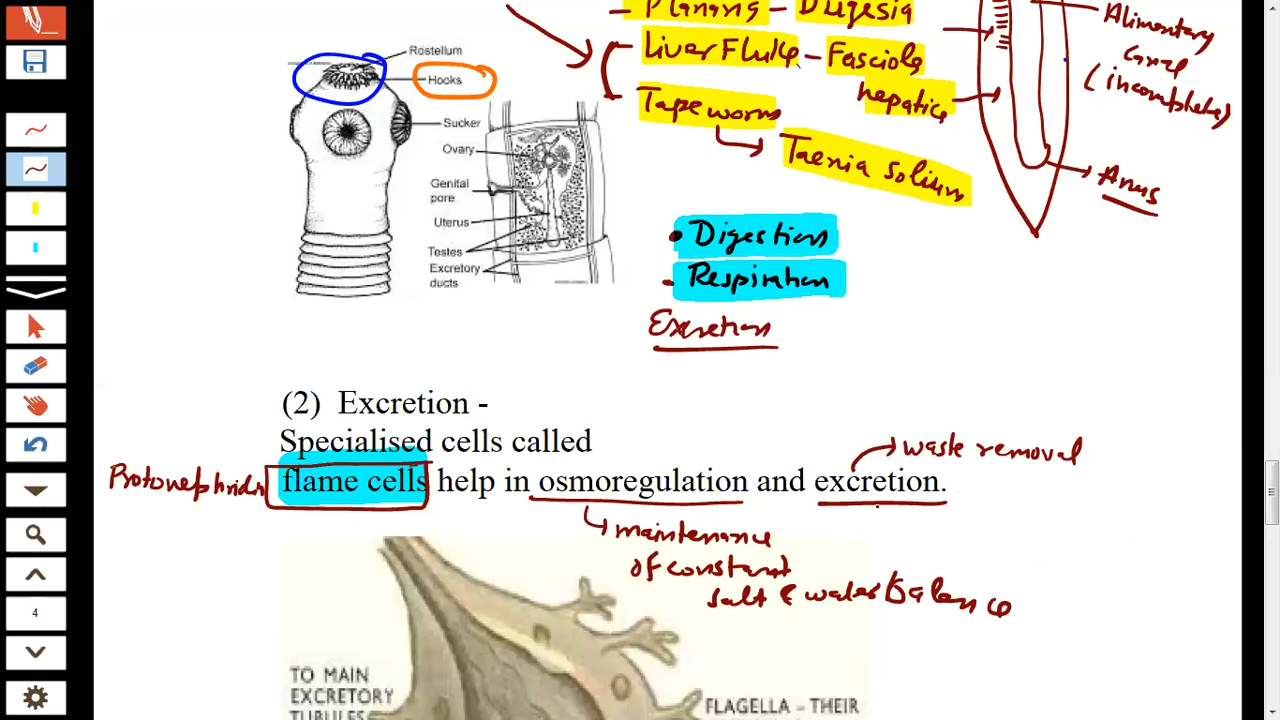 Planaria - Dugesia
Rostellum
Hooks
Liver Fluke - Fasciola
hepatica
Alimentary
canal
(incomplete)
Sucker
Tapeworm
Ovary
Taenia solium
Genital
pore
Anus
Uterus
Digestion
Testes
Excretory
ducts
Respiration
Excretion
(2) Excretion -
Specialised cells called
waste removal
Protonephridia flame cells help in osmoregulation and excretion.
maintenance
of constant
salt & water balance
4
TO MAIN
EXCRETORY
TUBULES
FLAGELLA – THEIR